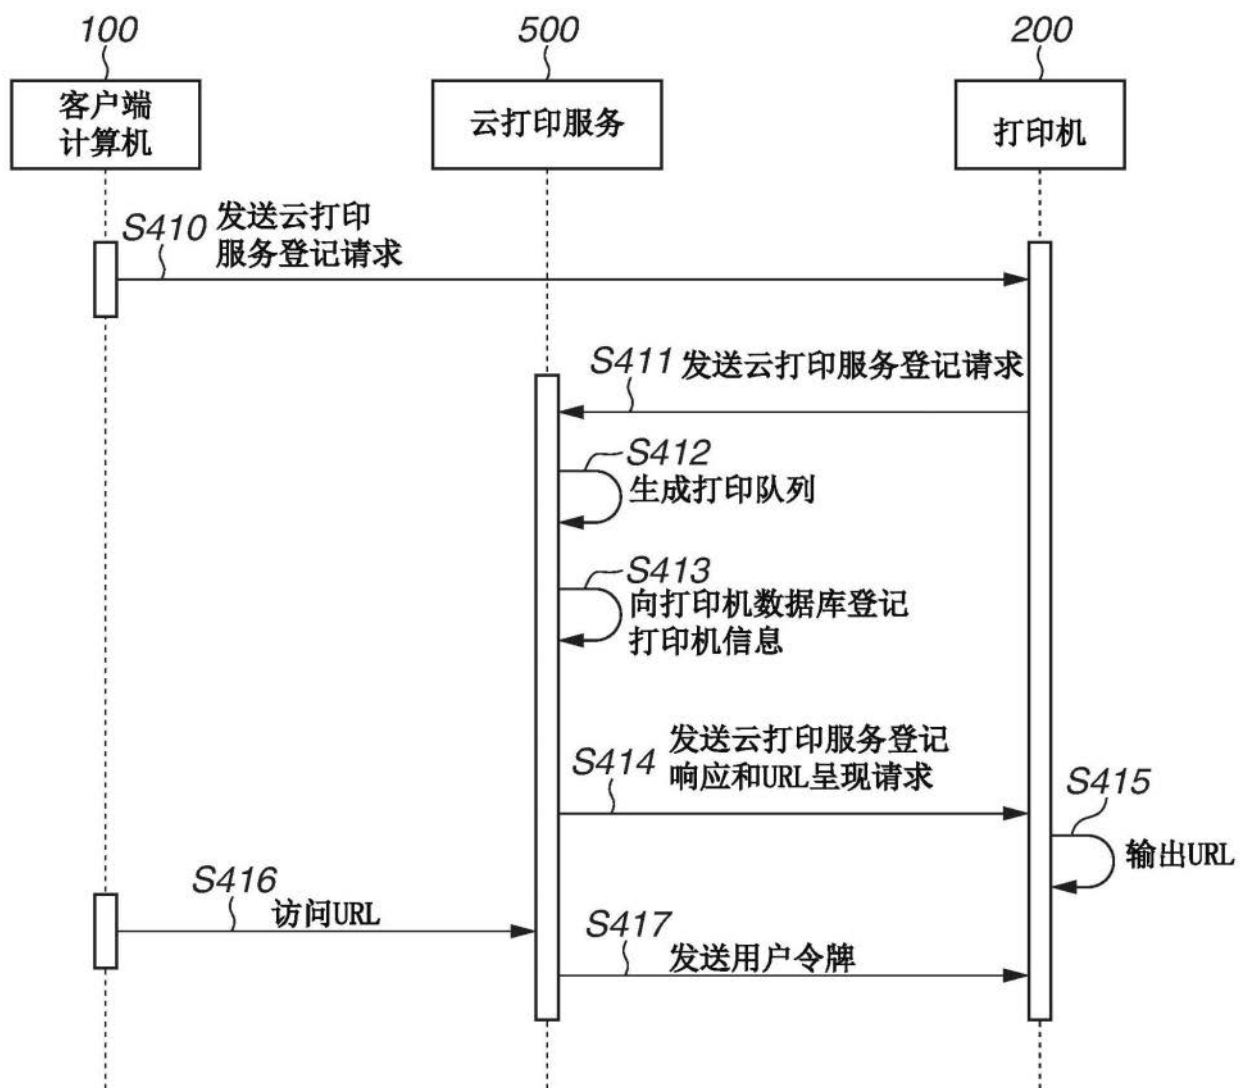 100
500
200
客户端
计算机
云打印服务
打印机
S410
发送云打印
服务登记请求
S411
发送云打印服务登记请求
S412
生成打印队列
S413
向打印机数据库登记
打印机信息
S414
发送云打印服务登记
响应和URL呈现请求
S415
输出URL
S416
访问URL
S417
发送用户令牌